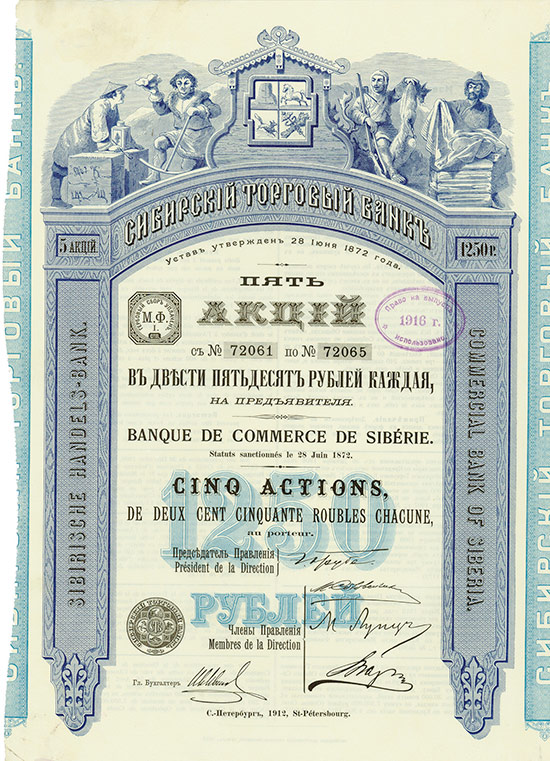 СИБИРСКІЙ ТОРГОВЫЙ БАНКЪ
5 АКЦІЙ
1250 Р.
Уставъ утвержденъ 28 Іюня 1872 года.
ПЯТЬ
АКЦІЙ
М.Ф.
I.
Право на выпускъ
1916 г.
использовано.
съ № 72061 по № 72065
ВЪ ДВѢСТИ ПЯТЬДЕСЯТЪ РУБЛЕЙ КАЖДАЯ,
НА ПРЕДЪЯВИТЕЛЯ.
BANQUE DE COMMERCE DE SIBÉRIE.
Statuts sanctionnés le 28 Juin 1872.
1250
CINQ ACTIONS,
DE DEUX CENT CINQUANTE ROUBLES CHACUNE,
au porteur.
Предсѣдатель Правленія
Président de la Direction
РУБЛЕЙ
Члены Правленія
Membres de la Direction
Гл. Бухгалтеръ
С.-Петербургъ, 1912, St-Pétersbourg.
SIBIRISCHE HANDELS-BANK.
COMMERCIAL BANK OF SIBERIA.